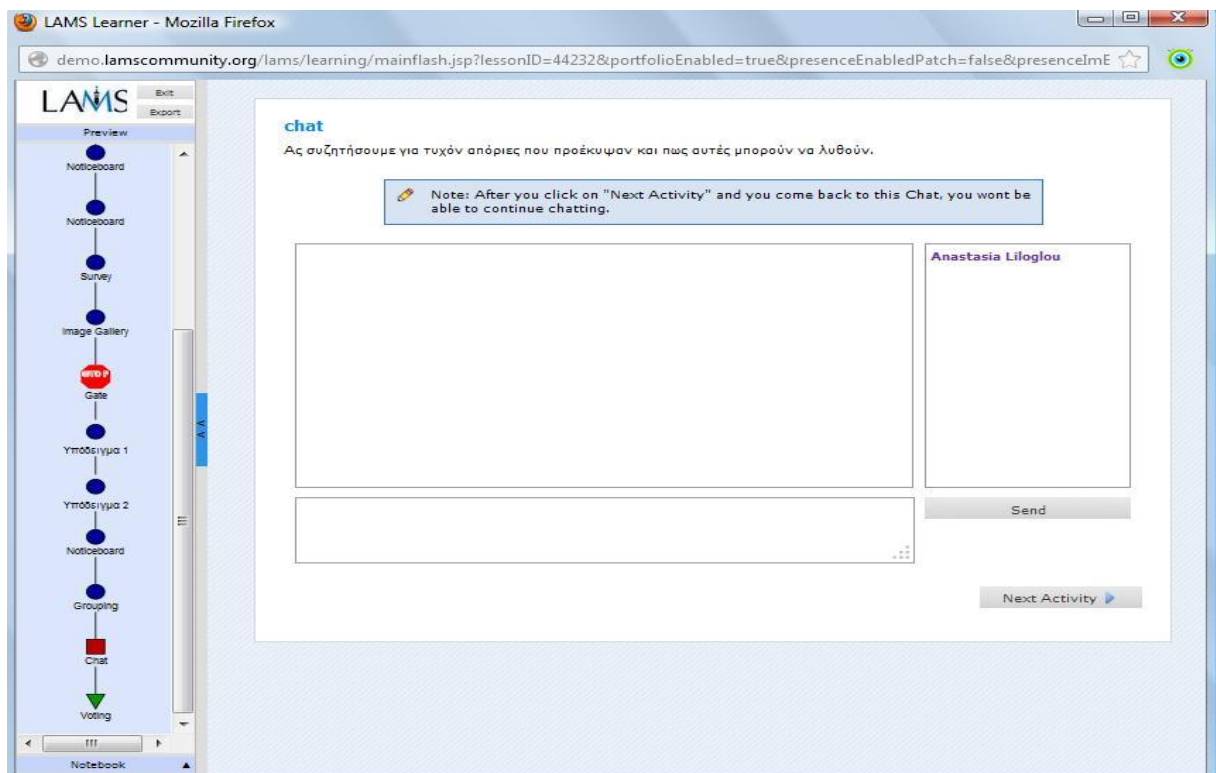 LAMS Learner - Mozilla Firefox
demo.lamscommunity.org/lams/learning/mainflash.jsp?lessonID=44232&portfolioEnabled=true&presenceEnabledPatch=false&presenceImE
LAMS
Exit
Export
Preview
Noticeboard
Noticeboard
Survey
Image Gallery
STOP
Gate
Υπόδειγμα 1
Υπόδειγμα 2
Noticeboard
Grouping
Chat
Voting
Notebook
chat
Ας συζητήσουμε για τυχόν απόριες που προέκυψαν και πως αυτές μπορούν να λυθούν.
Note: After you click on "Next Activity" and you come back to this Chat, you wont be
able to continue chatting.
Anastasia Liloglou
Send
Next Activity